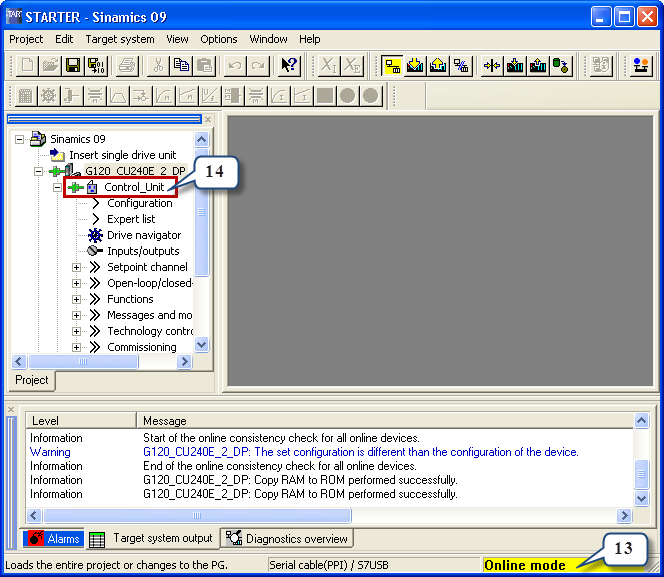 STARTER - Sinamics 09
Project Edit Target system View Options Window Help
Sinamics 09
Insert single drive unit
G120_CU240E_2_DP
14
Control_Unit
Configuration
Expert list
Drive navigator
Inputs/outputs
Setpoint channel
Open-loop/closed-
Functions
Messages and mo
Technology contro
Commissioning
Project
Level Message
Information Start of the online consistency check for all online devices.
Warning G120_CU240E_2_DP: The set configuration is different than the configuration of the device.
Information End of the online consistency check for all online devices.
Information G120_CU240E_2_DP: Copy RAM to ROM performed successfully.
Information G120_CU240E_2_DP: Copy RAM to ROM performed successfully.
Alarms Target system output Diagnostics overview
13
Loads the entire project or changes to the PG. Serial cable(PPI) / S7USB Online mode